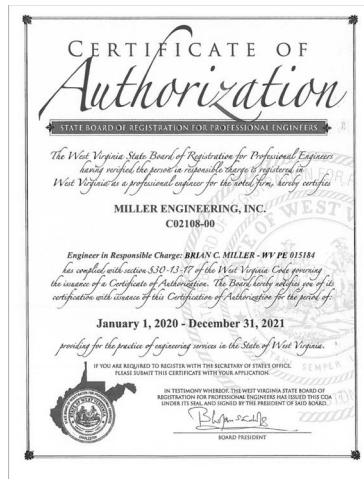 CERTIFICATE OF
Authorization
STATE BOARD OF REGISTRATION FOR PROFESSIONAL ENGINEERS
The West Virginia State Board of Registration for Professional Engineers
having verified the person in responsible charge is registered in
West Virginia as a professional engineer for the noted firm, hereby certifies
MILLER ENGINEERING, INC.
C02108-00
Engineer in Responsible Charge: BRIAN C. MILLER - WV PE 015184
has complied with section §30-13-17 of the West Virginia Code governing
the issuance of a Certificate of Authorization. The Board hereby notifies you of its
certification with issuance of this Certification of Authorization for the period of:
January 1, 2020 - December 31, 2021
providing for the practice of engineering services in the State of West Virginia.
IF YOU ARE REQUIRED TO REGISTER WITH THE SECRETARY OF STATE'S OFFICE,
PLEASE SUBMIT THIS CERTIFICATE WITH YOUR APPLICATION.
IN TESTIMONY WHEREOF, THE WEST VIRGINIA STATE BOARD OF
REGISTRATION FOR PROFESSIONAL ENGINEERS HAS ISSUED THIS COA
UNDER ITS SEAL, AND SIGNED BY THE PRESIDENT OF SAID BOARD.
BOARD PRESIDENT